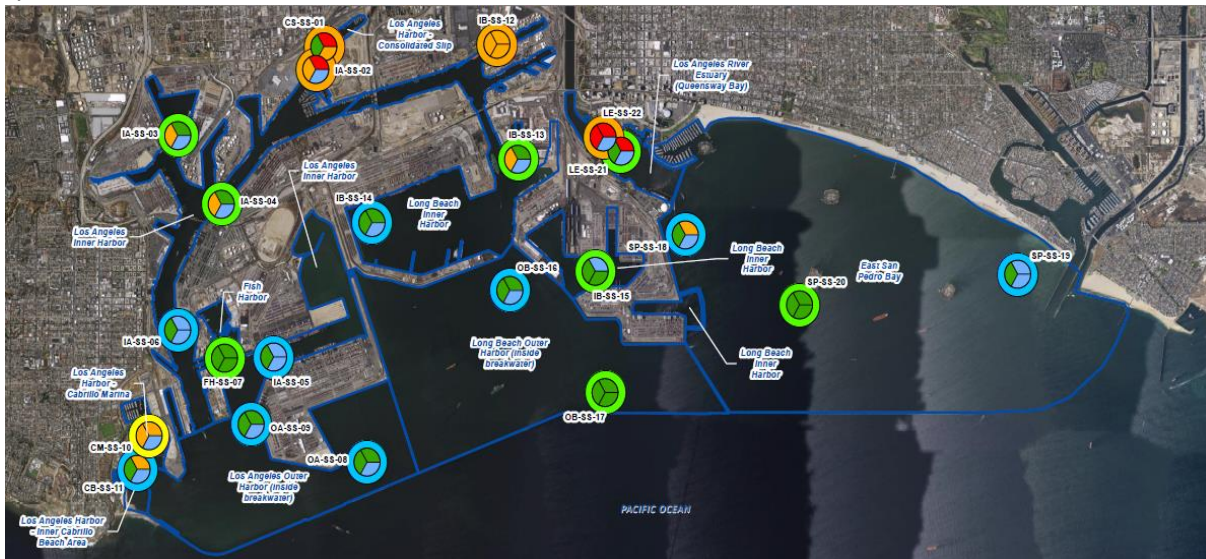 CS-SS-01
Los Angeles
Harbor -
Consolidated Slip
IB-SS-12
IA-SS-02
Los Angeles River
Estuary
(Queensway Bay)
LE-SS-22
IA-SS-03
IB-SS-13
LE-SS-21
Los Angeles
Inner Harbor
IA-SS-04
IB-SS-14
Long Beach
Inner
Harbor
Los Angeles
Inner Harbor
SP-SS-18
Long Beach
Inner
Harbor
OB-SS-16
IB-SS-15
SP-SS-20
East San
Pedro Bay
SP-SS-19
Fish
Harbor
IA-SS-06
Long Beach Outer
Harbor (inside
breakwater)
Long Beach
Inner
Harbor
Los Angeles
Harbor -
Cabrillo Marina
FH-SS-07
IA-SS-05
OB-SS-17
OA-SS-09
CM-SS-10
OA-SS-08
CB-SS-11
Los Angeles Outer
Harbor (inside
breakwater)
Los Angeles Harbor
- Inner Cabrillo
Beach Area
PACIFIC OCEAN